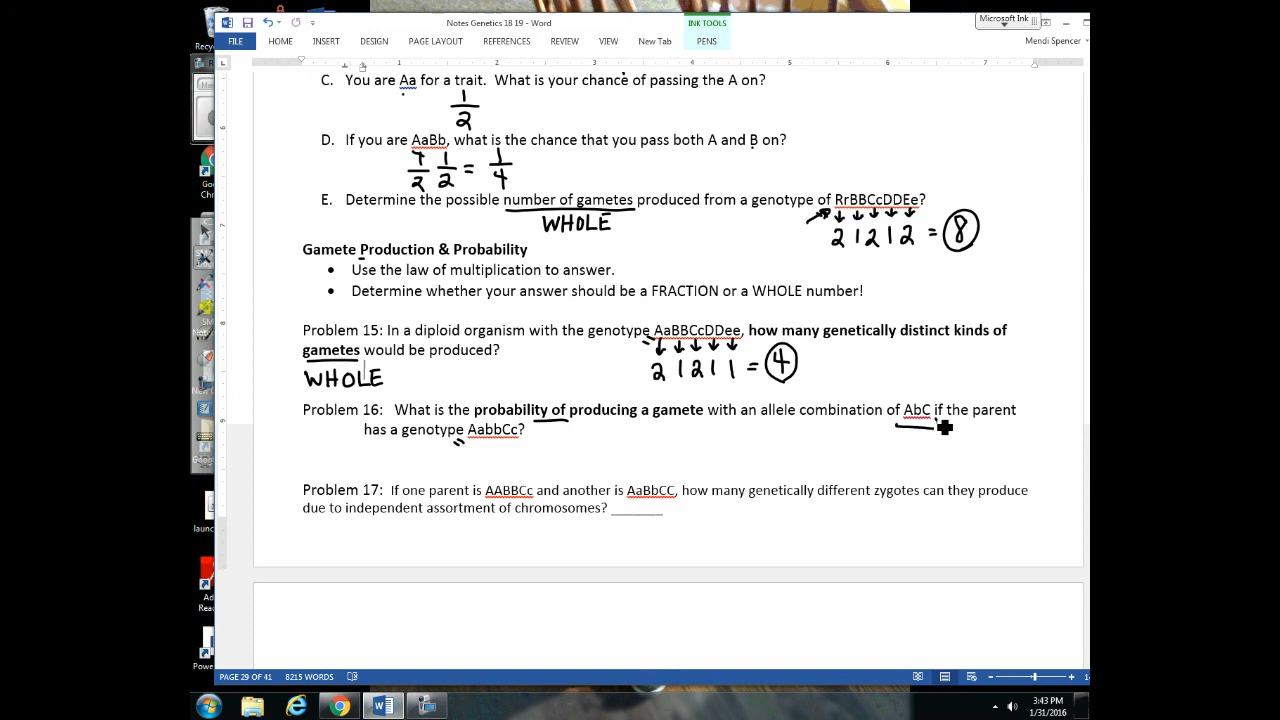 Notes Genetics 18 19 - Word
INK TOOLS
Microsoft Ink
FILE HOME INSERT DESIGN PAGE LAYOUT REFERENCES REVIEW VIEW New Tab PENS
Mendi Spencer
C. You are Aa for a trait. What is your chance of passing the A on?
1/2
D. If you are AaBb, what is the chance that you pass both A and B on?
1/2 1/2 = 1/4
E. Determine the possible number of gametes produced from a genotype of RrBBCcDDEe?
WHOLE
2 1 2 1 2 = 8
Gamete Production & Probability
• Use the law of multiplication to answer.
• Determine whether your answer should be a FRACTION or a WHOLE number!
Problem 15: In a diploid organism with the genotype AaBBCcDDee, how many genetically distinct kinds of
gametes would be produced?
2 1 2 1 1 = 4
WHOLE
Problem 16: What is the probability of producing a gamete with an allele combination of AbC if the parent
has a genotype AabbCc?
Problem 17: If one parent is AABBCc and another is AaBbCC, how many genetically different zygotes can they produce
due to independent assortment of chromosomes? ________
PAGE 29 OF 41 8215 WORDS
3:43 PM
1/31/2016